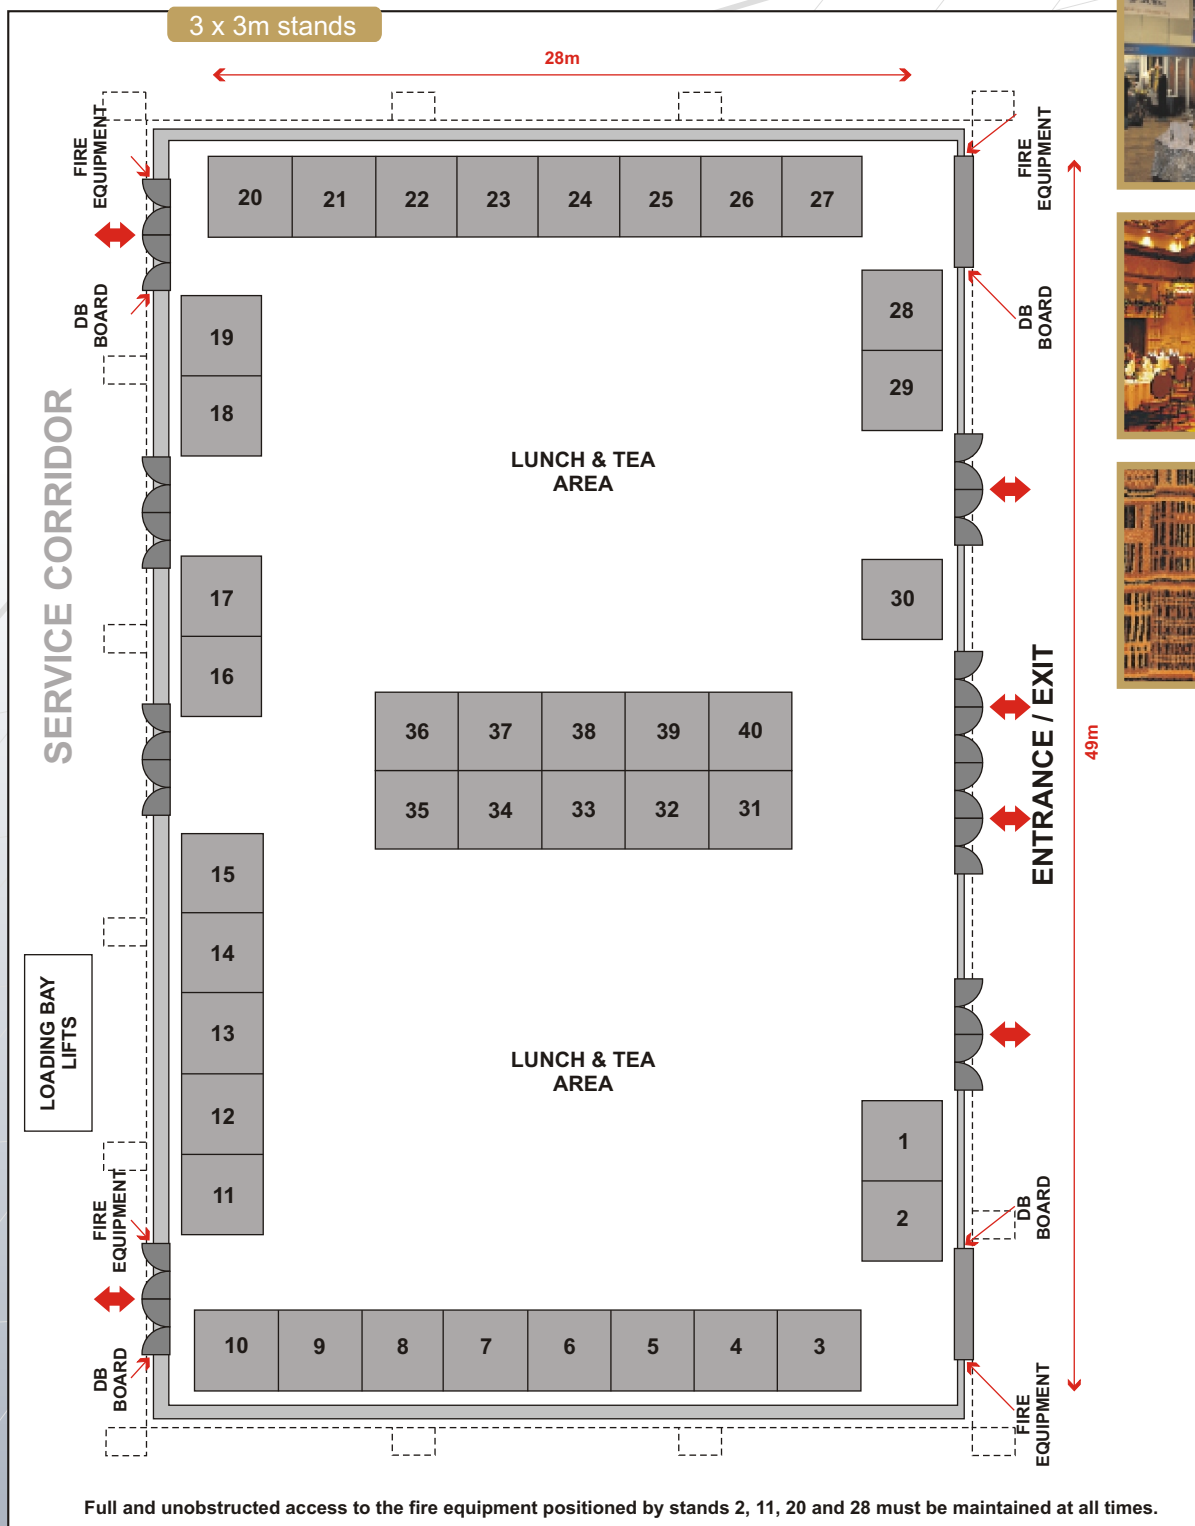 3 x 3m stands
28m
FIRE
EQUIPMENT
FIRE
EQUIPMENT
20 21 22 23 24 25 26 27
DB
BOARD
DB
BOARD
19
18
28
29
SERVICE CORRIDOR
LUNCH & TEA
AREA
17
16
30
36 37 38 39 40
35 34 33 32 31
ENTRANCE / EXIT
49m
15
14
13
12
11
LOADING BAY
LIFTS
LUNCH & TEA
AREA
1
2
FIRE
EQUIPMENT
DB
BOARD
10 9 8 7 6 5 4 3
DB
BOARD
FIRE
EQUIPMENT
Full and unobstructed access to the fire equipment positioned by stands 2, 11, 20 and 28 must be maintained at all times.